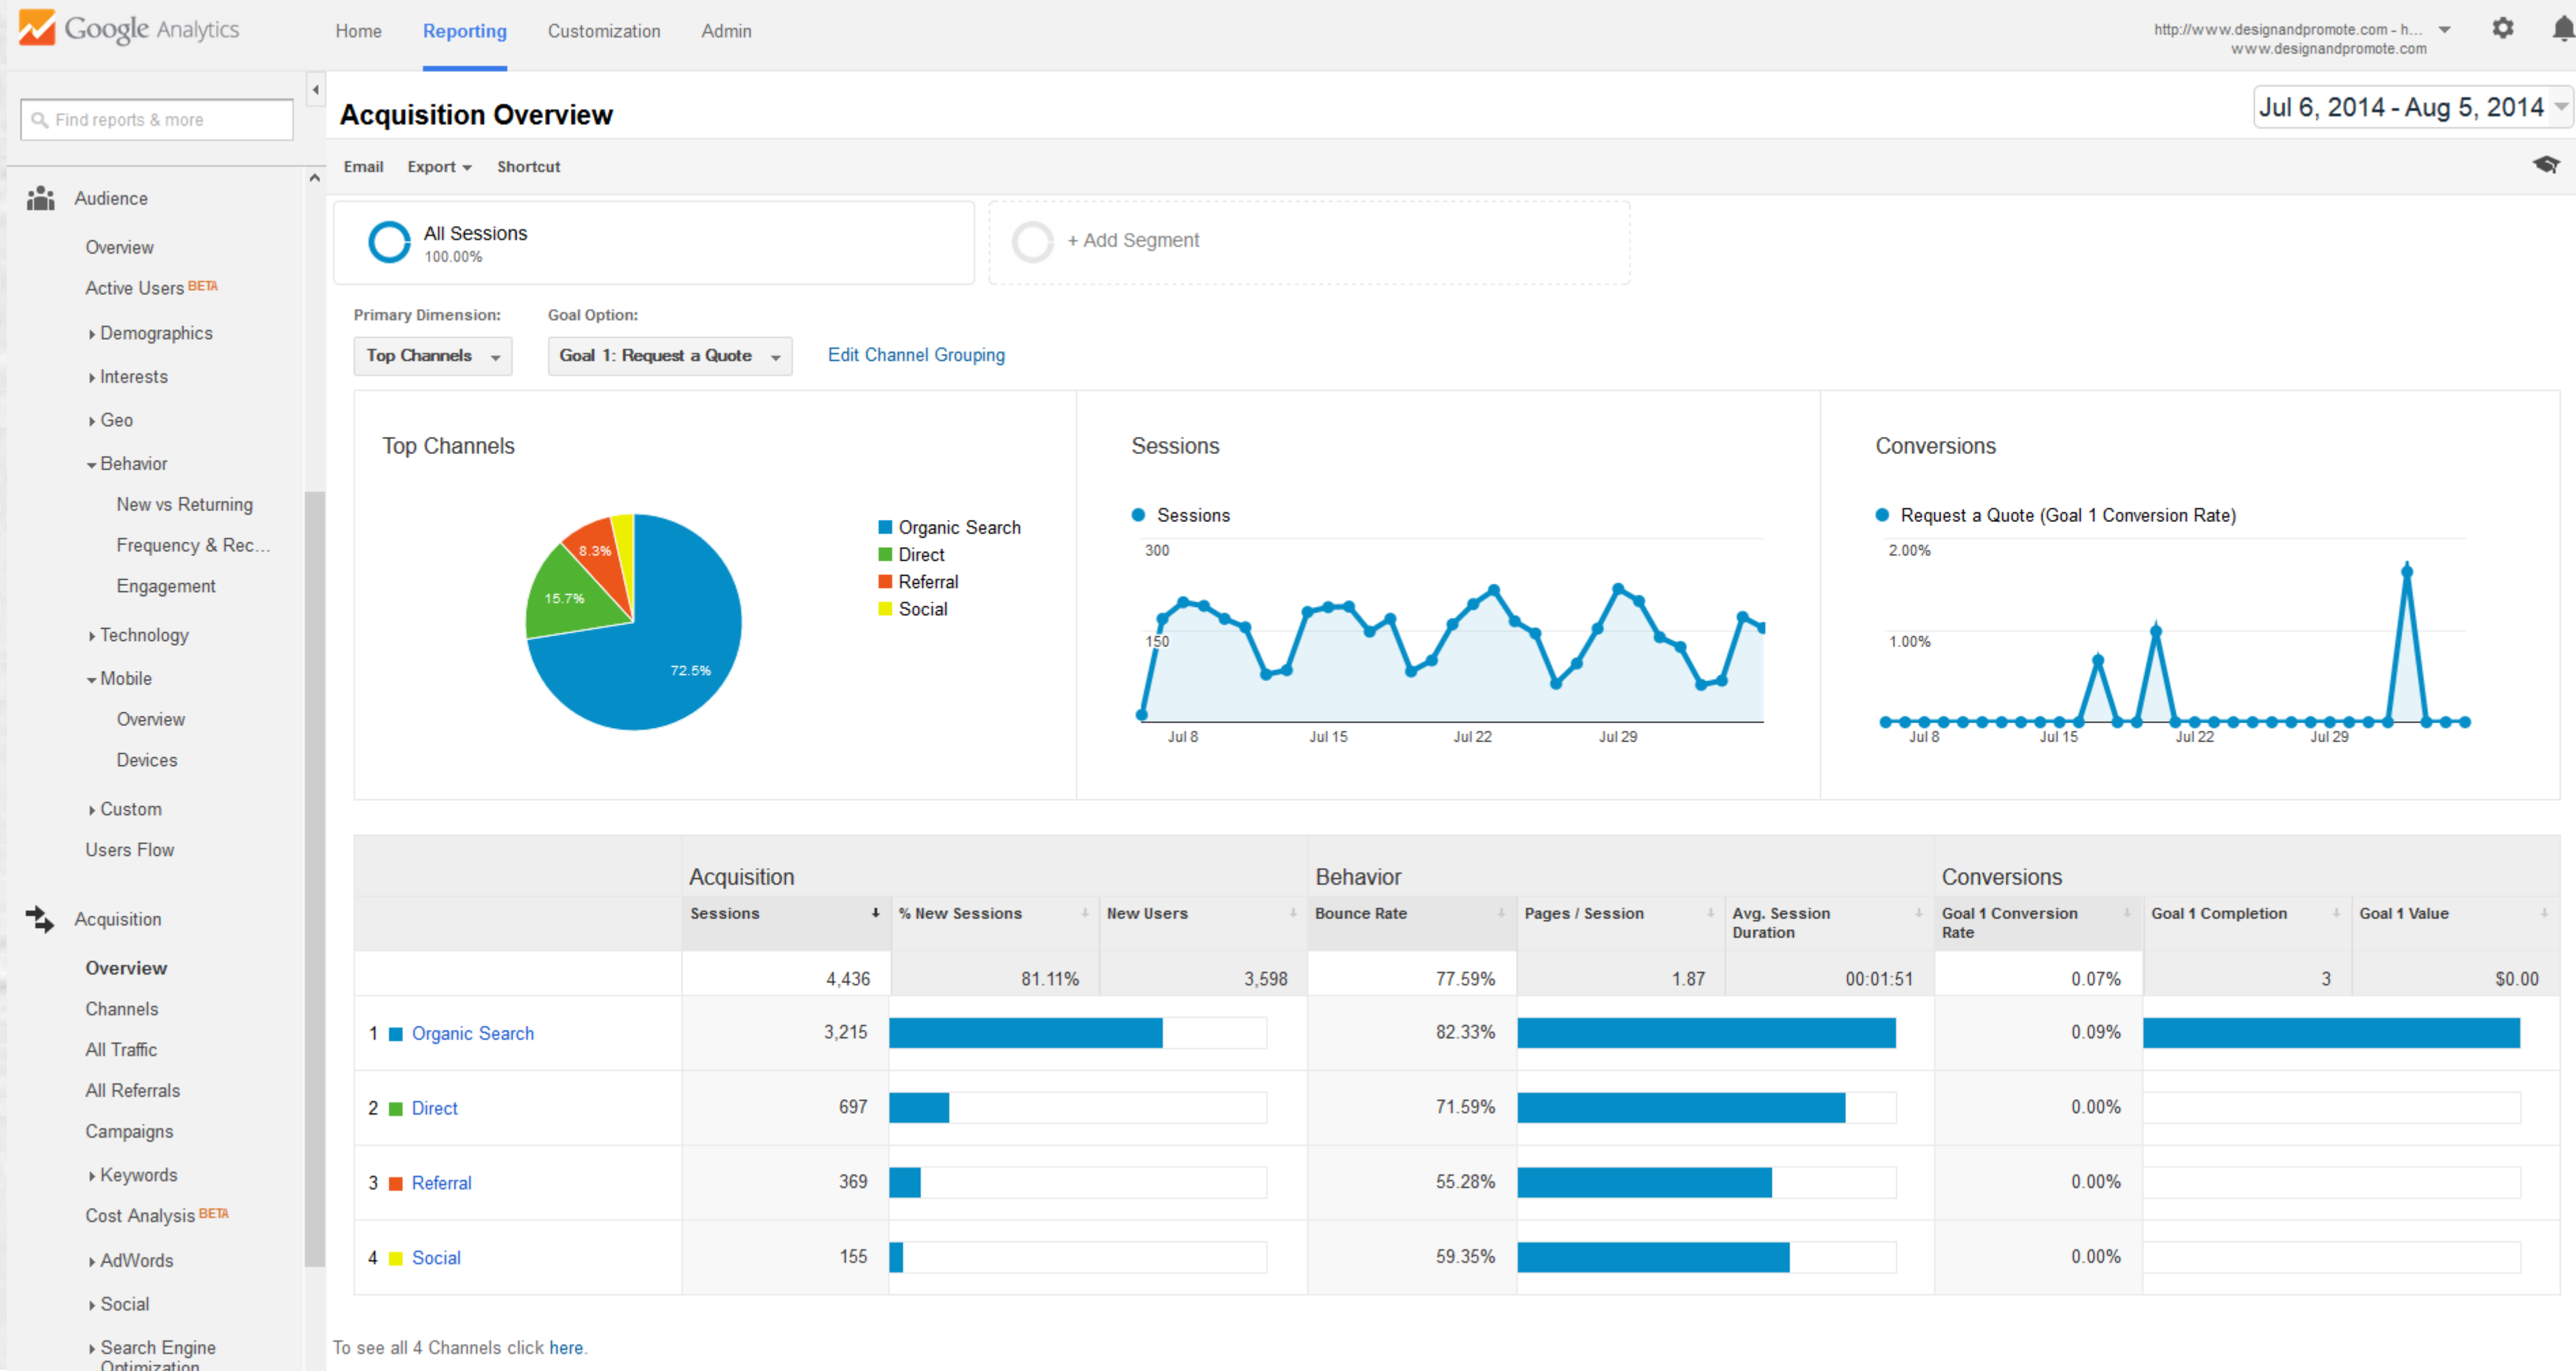 Google Analytics
Home Reporting Customization Admin
http://www.designandpromote.com - h...
www.designandpromote.com
Find reports & more
Audience
Overview
Active Users BETA
Demographics
Interests
Geo
Behavior
New vs Returning
Frequency & Rec...
Engagement
Technology
Mobile
Overview
Devices
Custom
Users Flow
Acquisition
Overview
Channels
All Traffic
All Referrals
Campaigns
Keywords
Cost Analysis BETA
AdWords
Social
Search Engine
Optimization
Acquisition Overview
Jul 6, 2014 - Aug 5, 2014
Email Export Shortcut
All Sessions
100.00%
+ Add Segment
Primary Dimension: Goal Option:
Top Channels Goal 1: Request a Quote Edit Channel Grouping
Top Channels
Organic Search
Direct
Referral
Social
8.3%
15.7%
72.5%
Sessions
Sessions
300
150
Jul 8 Jul 15 Jul 22 Jul 29
Conversions
Request a Quote (Goal 1 Conversion Rate)
2.00%
1.00%
Jul 8 Jul 15 Jul 22 Jul 29
Acquisition Behavior Conversions
Sessions % New Sessions New Users Bounce Rate Pages / Session Avg. Session Duration Goal 1 Conversion Rate Goal 1 Completion Goal 1 Value
4,436 81.11% 3,598 77.59% 1.87 00:01:51 0.07% 3 $0.00
1 Organic Search 3,215 82.33% 0.09%
2 Direct 697 71.59% 0.00%
3 Referral 369 55.28% 0.00%
4 Social 155 59.35% 0.00%
To see all 4 Channels click here.